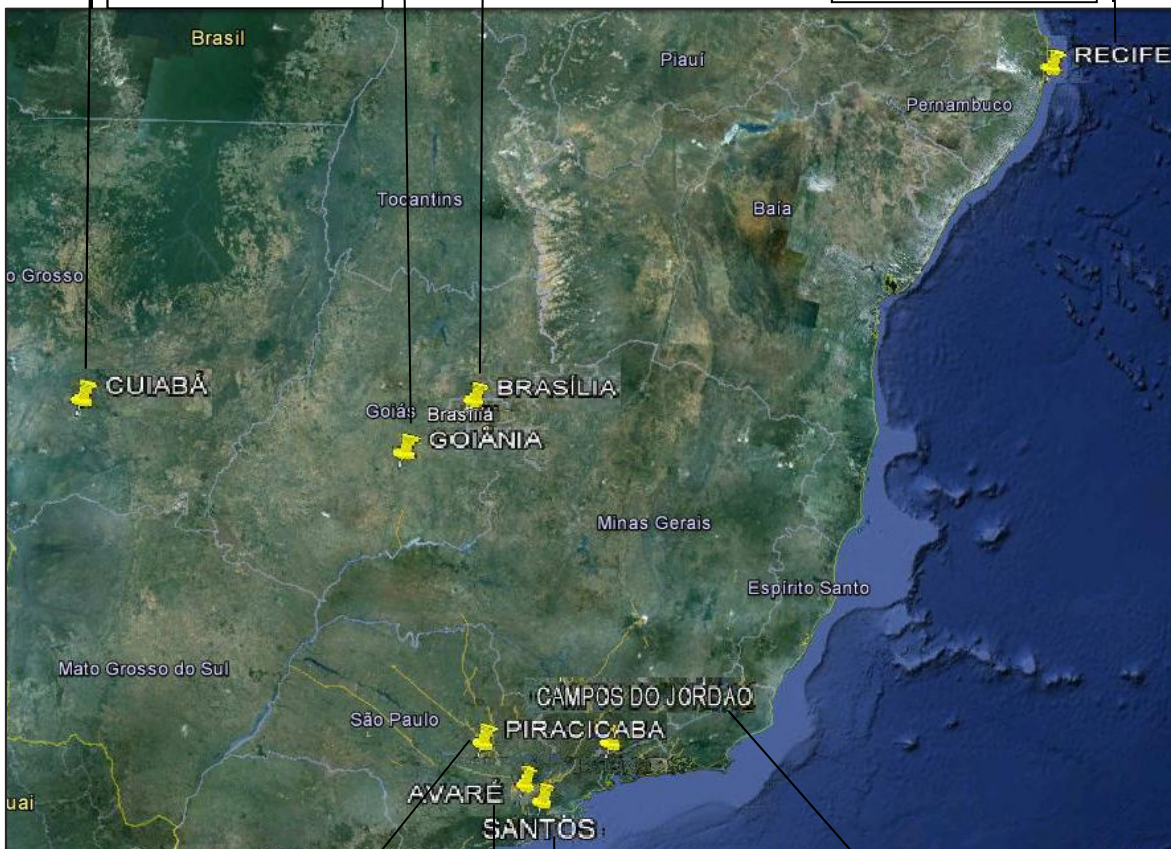 Brasil
Piauí
RECIFE
Pernambuco
Tocantins
Baía
o Grosso
CUIABÁ
BRASÍLIA
Goiás
Brasília
GOIÂNIA
Minas Gerais
Espírito Santo
Mato Grosso do Sul
CAMPOS DO JORDAO
São Paulo
PIRACICABA
AVARÉ
uai
SANTOS